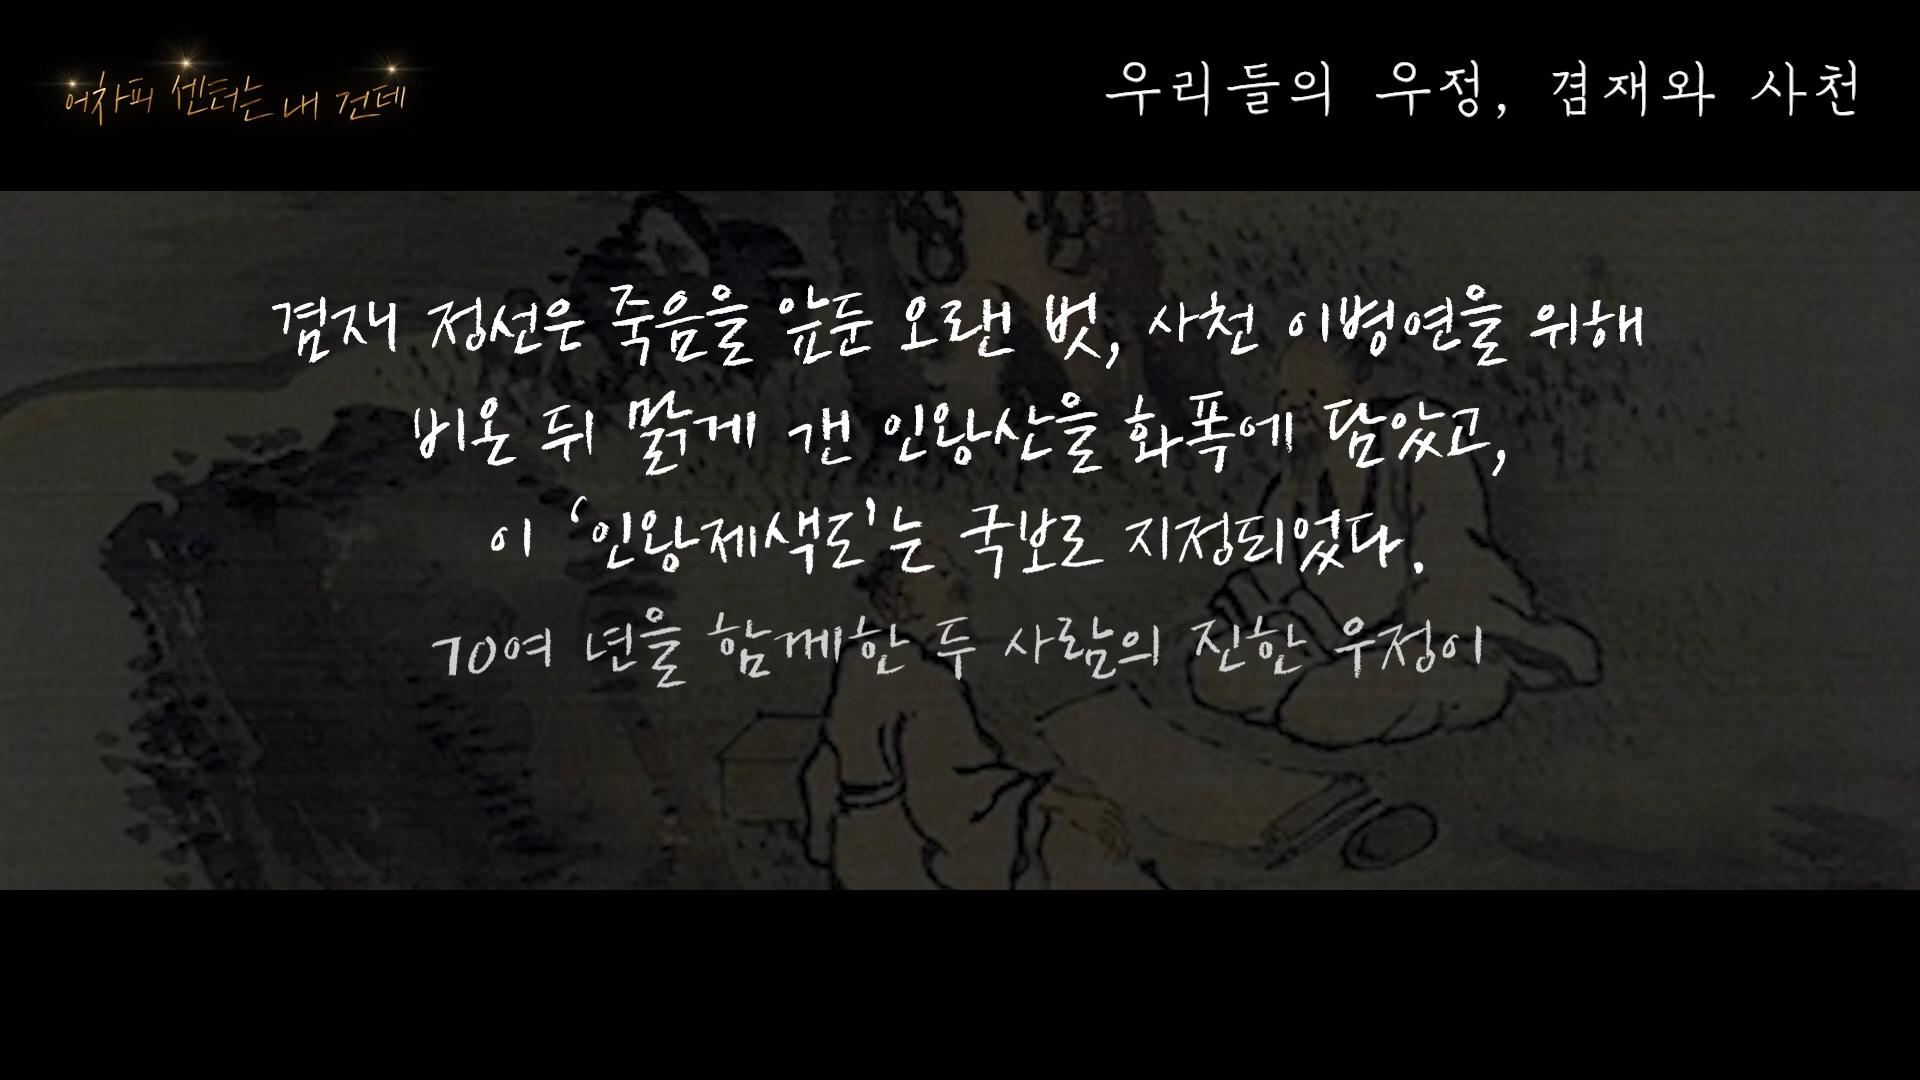 어차피 센터는 내 건데
우리들의 우정, 겸재와 사천
겸재 정선은 죽음을 앞둔 오랜 벗, 사천 이병연을 위해
비온 뒤 맑게 갠 인왕산을 화폭에 담았고,
이 ‘인왕제색도’는 국보로 지정되었다.
70여 년을 함께한 두 사람의 진한 우정이